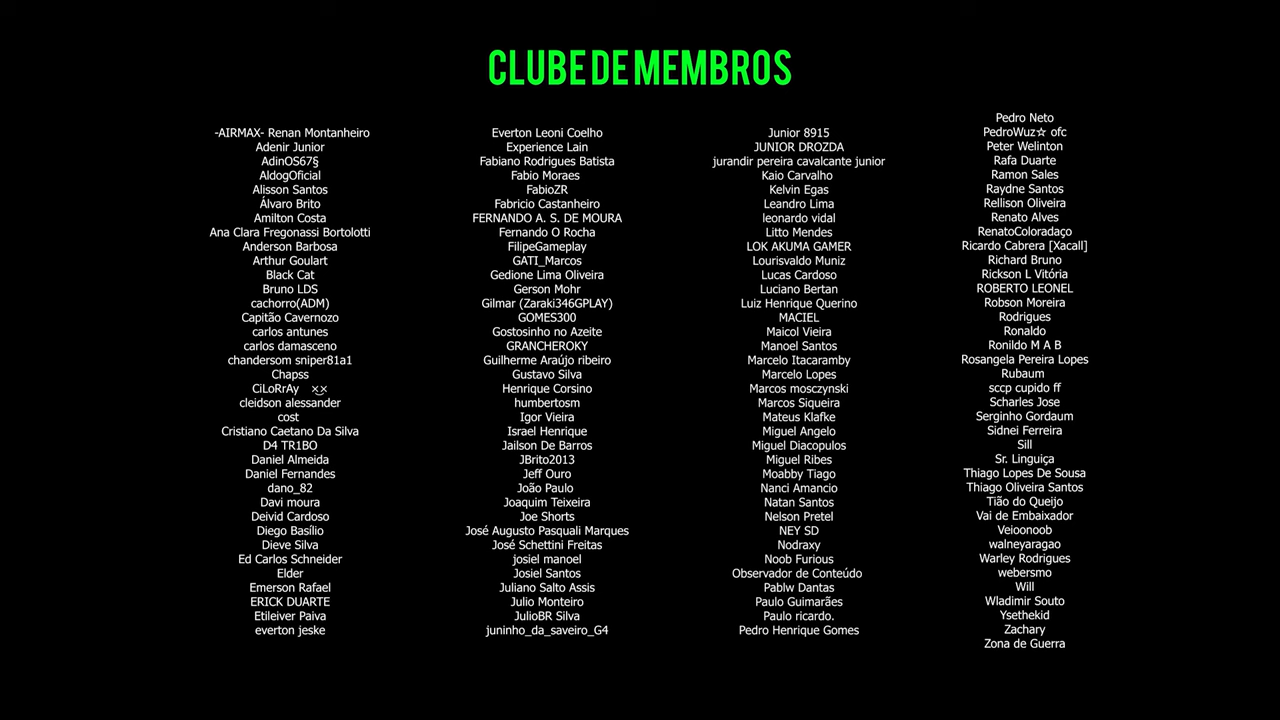 CLUBE DE MEMBROS
-AIRMAX- Renan Montanheiro
Adenir Junior
AdinOS67§
AldogOficial
Alisson Santos
Álvaro Brito
Amilton Costa
Ana Clara Fregonassi Bortolotti
Anderson Barbosa
Arthur Goulart
Black Cat
Bruno LDS
cachorro(ADM)
Capitão Cavernozo
carlos antunes
carlos damasceno
chandersom sniper81a1
Chapss
CiLoRrAy
cleidson alessander
cost
Cristiano Caetano Da Silva
D4 TR1BO
Daniel Almeida
Daniel Fernandes
dano_82
Davi moura
Deivid Cardoso
Diego Basílio
Dieve Silva
Ed Carlos Schneider
Elder
Emerson Rafael
ERICK DUARTE
Etileiver Paiva
everton jeske
Everton Leoni Coelho
Experience Lain
Fabiano Rodrigues Batista
Fabio Moraes
FabioZR
Fabricio Castanheiro
FERNANDO A. S. DE MOURA
Fernando O Rocha
FilipeGameplay
GATI_Marcos
Gedione Lima Oliveira
Gerson Mohr
Gilmar (Zaraki346GPLAY)
GOMES300
Gostosinho no Azeite
GRANCHEROKY
Guilherme Araújo ribeiro
Gustavo Silva
Henrique Corsino
humbertosm
Igor Vieira
Israel Henrique
Jailson De Barros
JBrito2013
Jeff Ouro
João Paulo
Joaquim Teixeira
Joe Shorts
José Augusto Pasquali Marques
José Schettini Freitas
josiel manoel
Josiel Santos
Juliano Salto Assis
Julio Monteiro
JulioBR Silva
juninho_da_saveiro_G4
Junior 8915
JUNIOR DROZDA
jurandir pereira cavalcante junior
Kaio Carvalho
Kelvin Egas
Leandro Lima
leonardo vidal
Litto Mendes
LOK AKUMA GAMER
Lourisvaldo Muniz
Lucas Cardoso
Luciano Bertan
Luiz Henrique Querino
MACIEL
Maicol Vieira
Manoel Santos
Marcelo Itacaramby
Marcelo Lopes
Marcos mosczynski
Marcos Siqueira
Mateus Klafke
Miguel Angelo
Miguel Diacopulos
Miguel Ribes
Moabby Tiago
Nanci Amancio
Natan Santos
Nelson Pretel
NEY SD
Nodraxy
Noob Furious
Observador de Conteúdo
Pablw Dantas
Paulo Guimarães
Paulo ricardo.
Pedro Henrique Gomes
Pedro Neto
PedroWuz☆ ofc
Peter Welinton
Rafa Duarte
Ramon Sales
Raydne Santos
Rellison Oliveira
Renato Alves
RenatoColoradaço
Ricardo Cabrera [Xacall]
Richard Bruno
Rickson L Vitória
ROBERTO LEONEL
Robson Moreira
Rodrigues
Ronaldo
Ronildo M A B
Rosangela Pereira Lopes
Rubaum
sccp cupido ff
Scharles Jose
Serginho Gordaum
Sidnei Ferreira
Sill
Sr. Linguiça
Thiago Lopes De Sousa
Thiago Oliveira Santos
Tião do Queijo
Vai de Embaixador
Veioonoob
walneyaragao
Warley Rodrigues
webersmo
Will
Wladimir Souto
Ysethekid
Zachary
Zona de Guerra